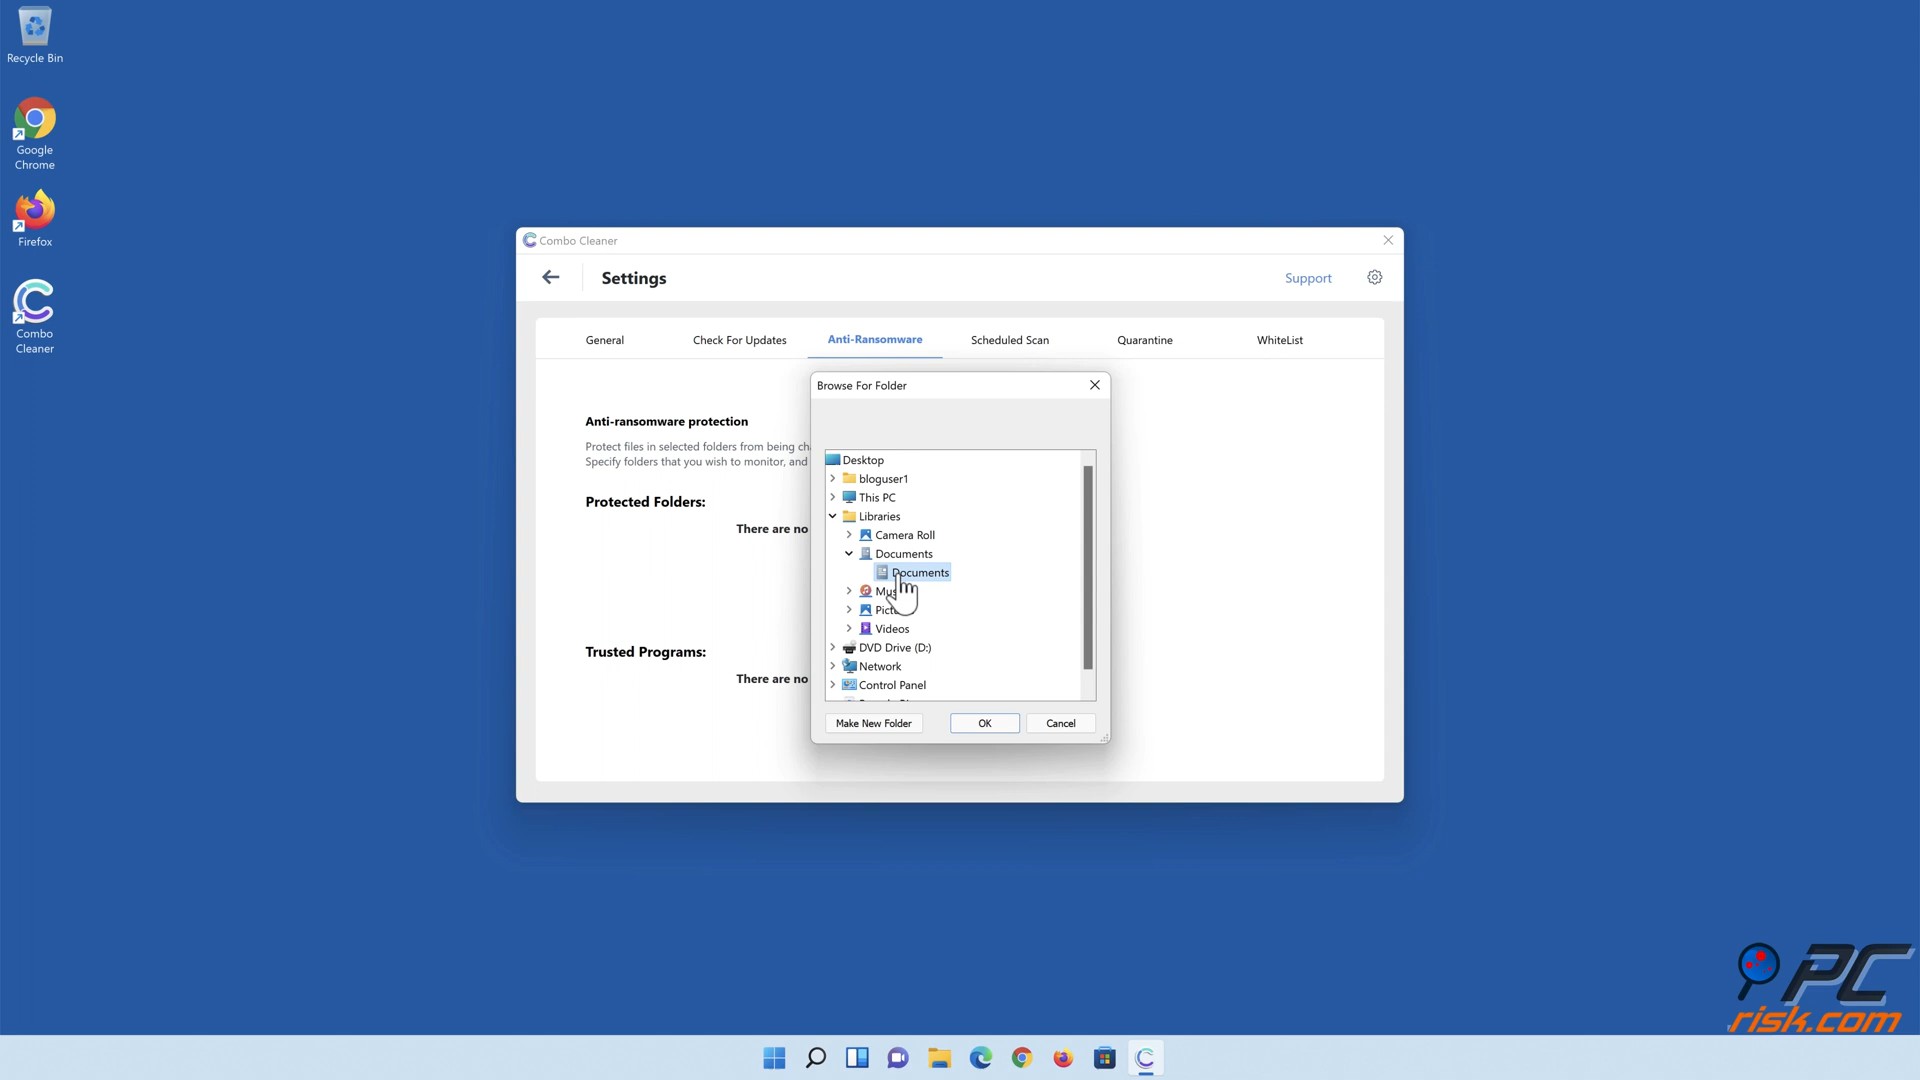 Recycle Bin
Google
Chrome
Firefox
Combo
Cleaner
Combo Cleaner
Settings
Support
General
Check For Updates
Anti-Ransomware
Scheduled Scan
Quarantine
WhiteList
Browse For Folder
Anti-ransomware protection
Protect files in selected folders from being
Specify folders that you wish to monitor, and
Protected Folders:
There are no
Trusted Programs:
There are no
Desktop
bloguser1
This PC
Libraries
Camera Roll
Documents
Documents
Videos
DVD Drive (D:)
Network
Control Panel
Make New Folder
OK
Cancel
PC
risk.com